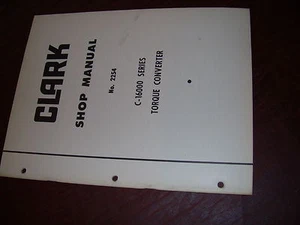 CLARK
SHOP MANUAL
No. 2254
C-16000 SERIES
TORQUE CONVERTER